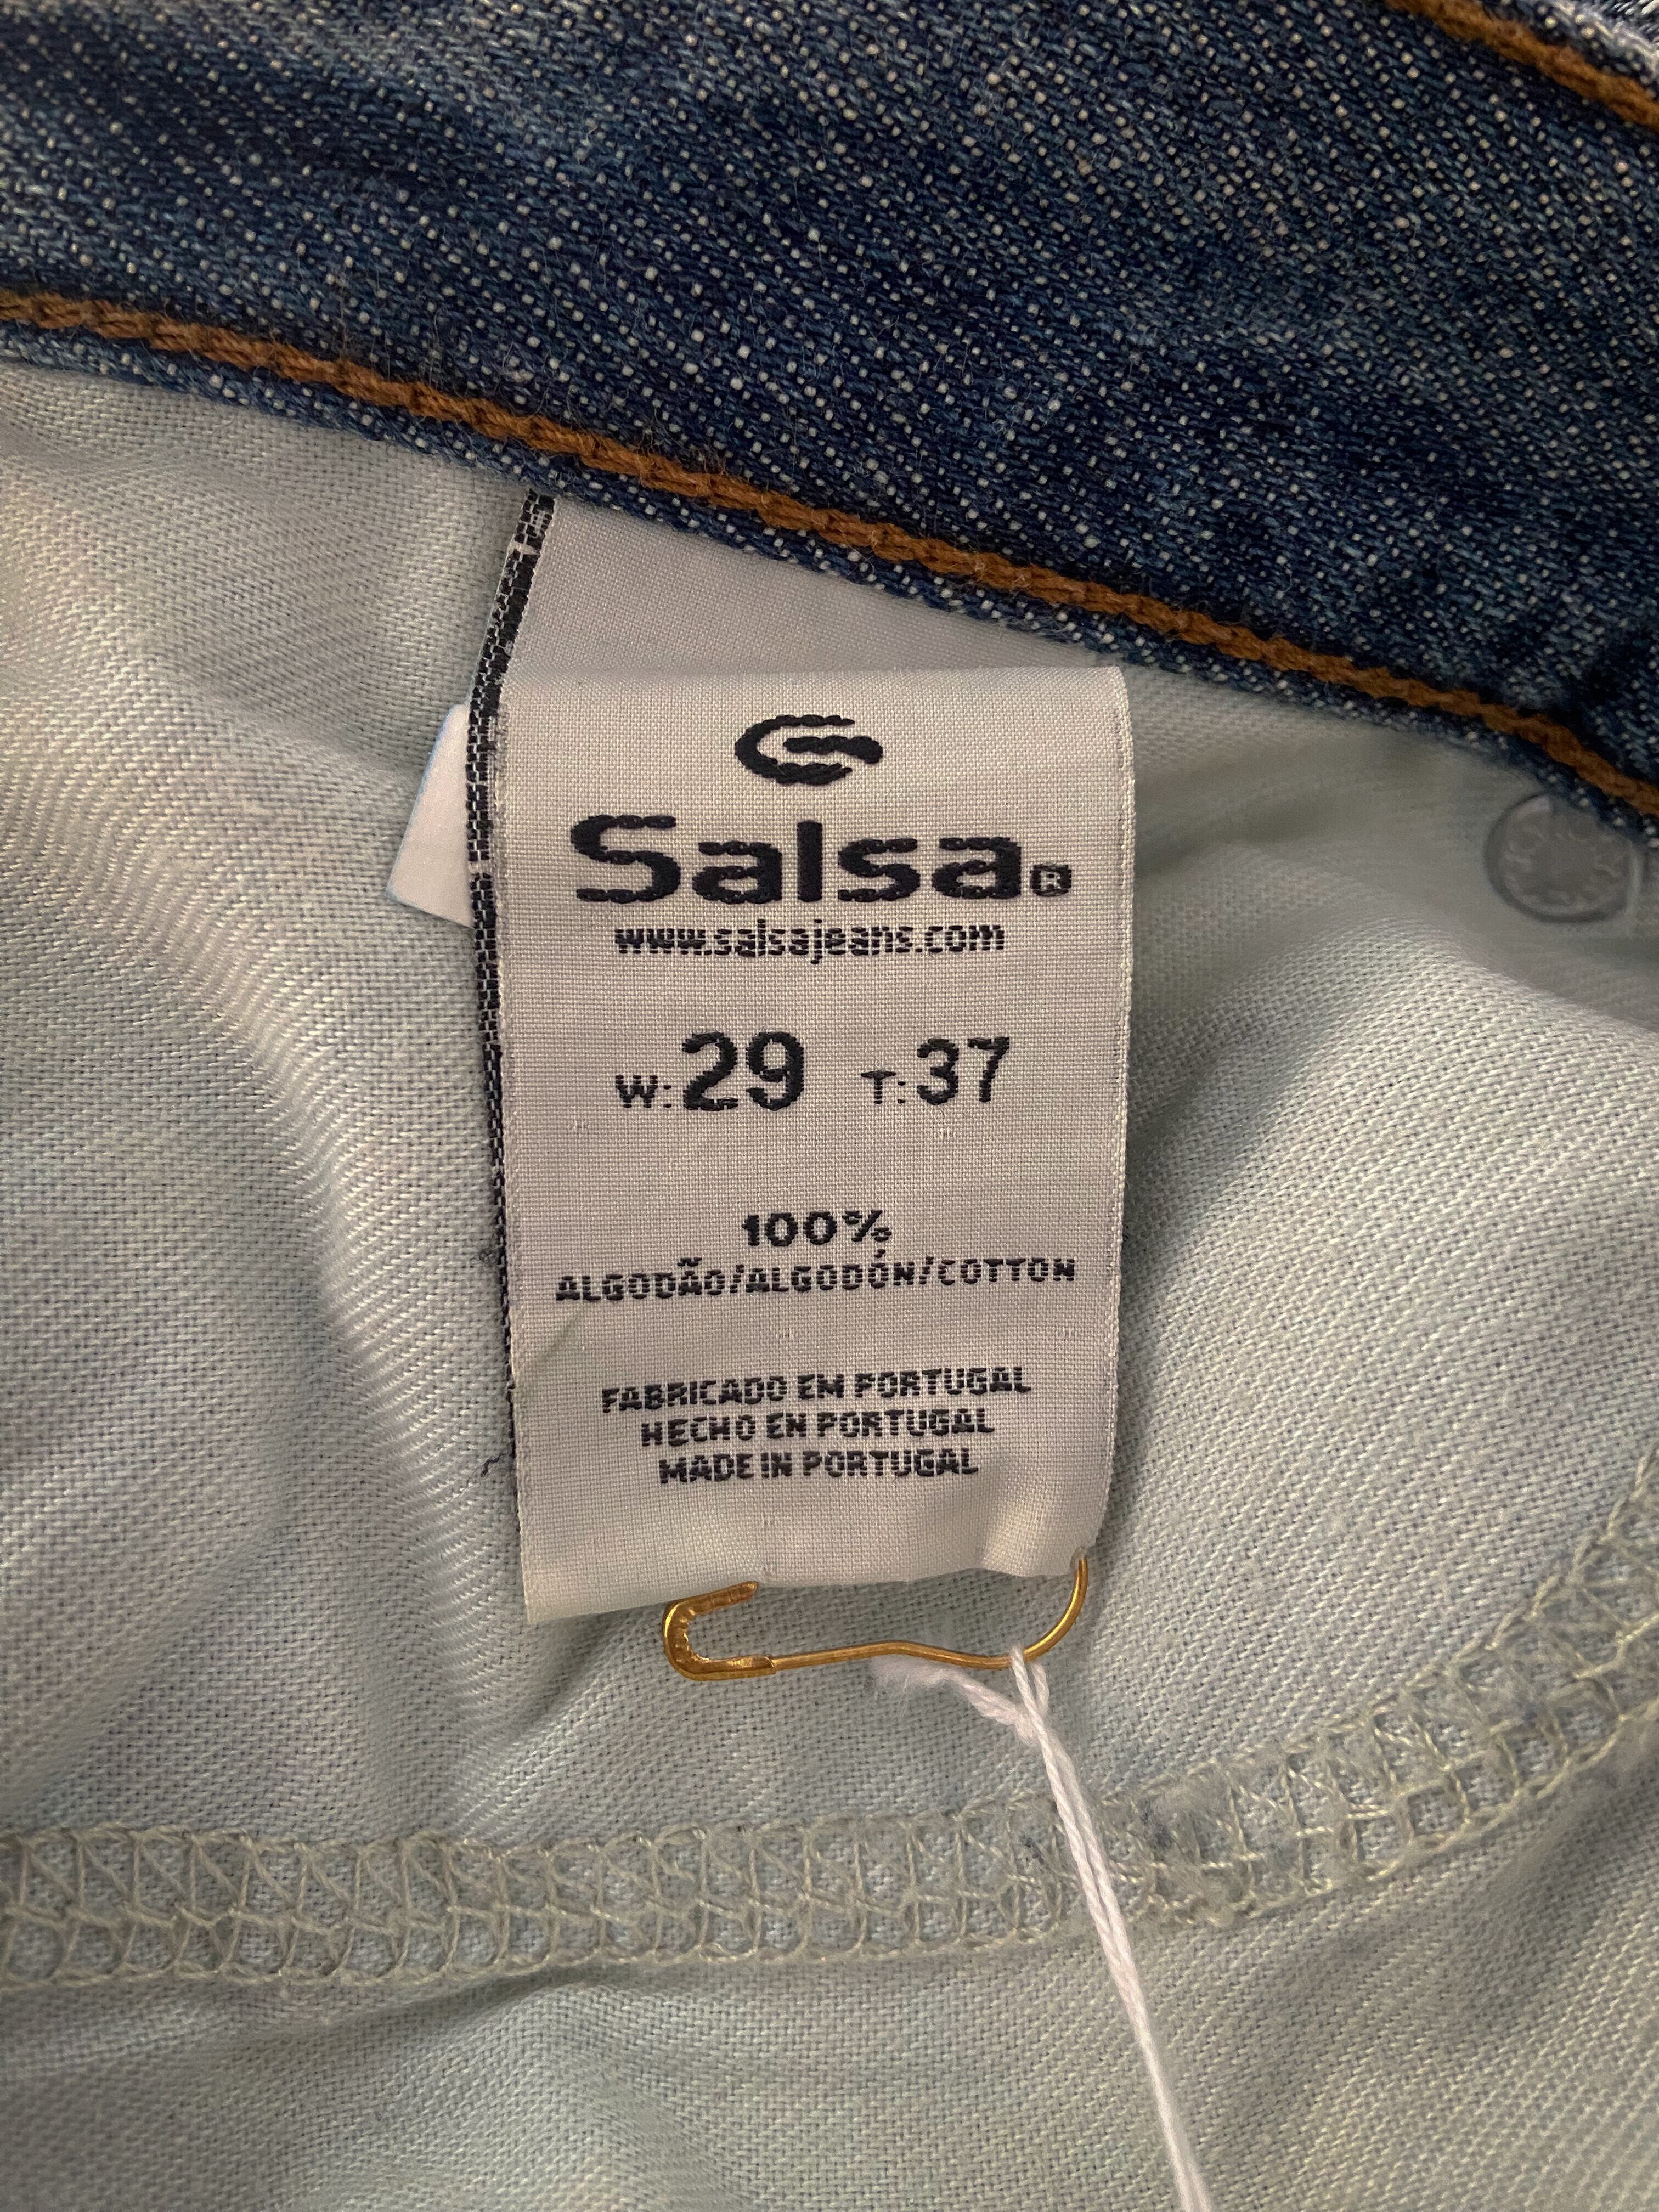 Salsa®
www.salsajeans.com
W:29 T:37
100%
ALGODÃO/ALGODÓN/COTTON
FABRICADO EM PORTUGAL
HECHO EN PORTUGAL
MADE IN PORTUGAL